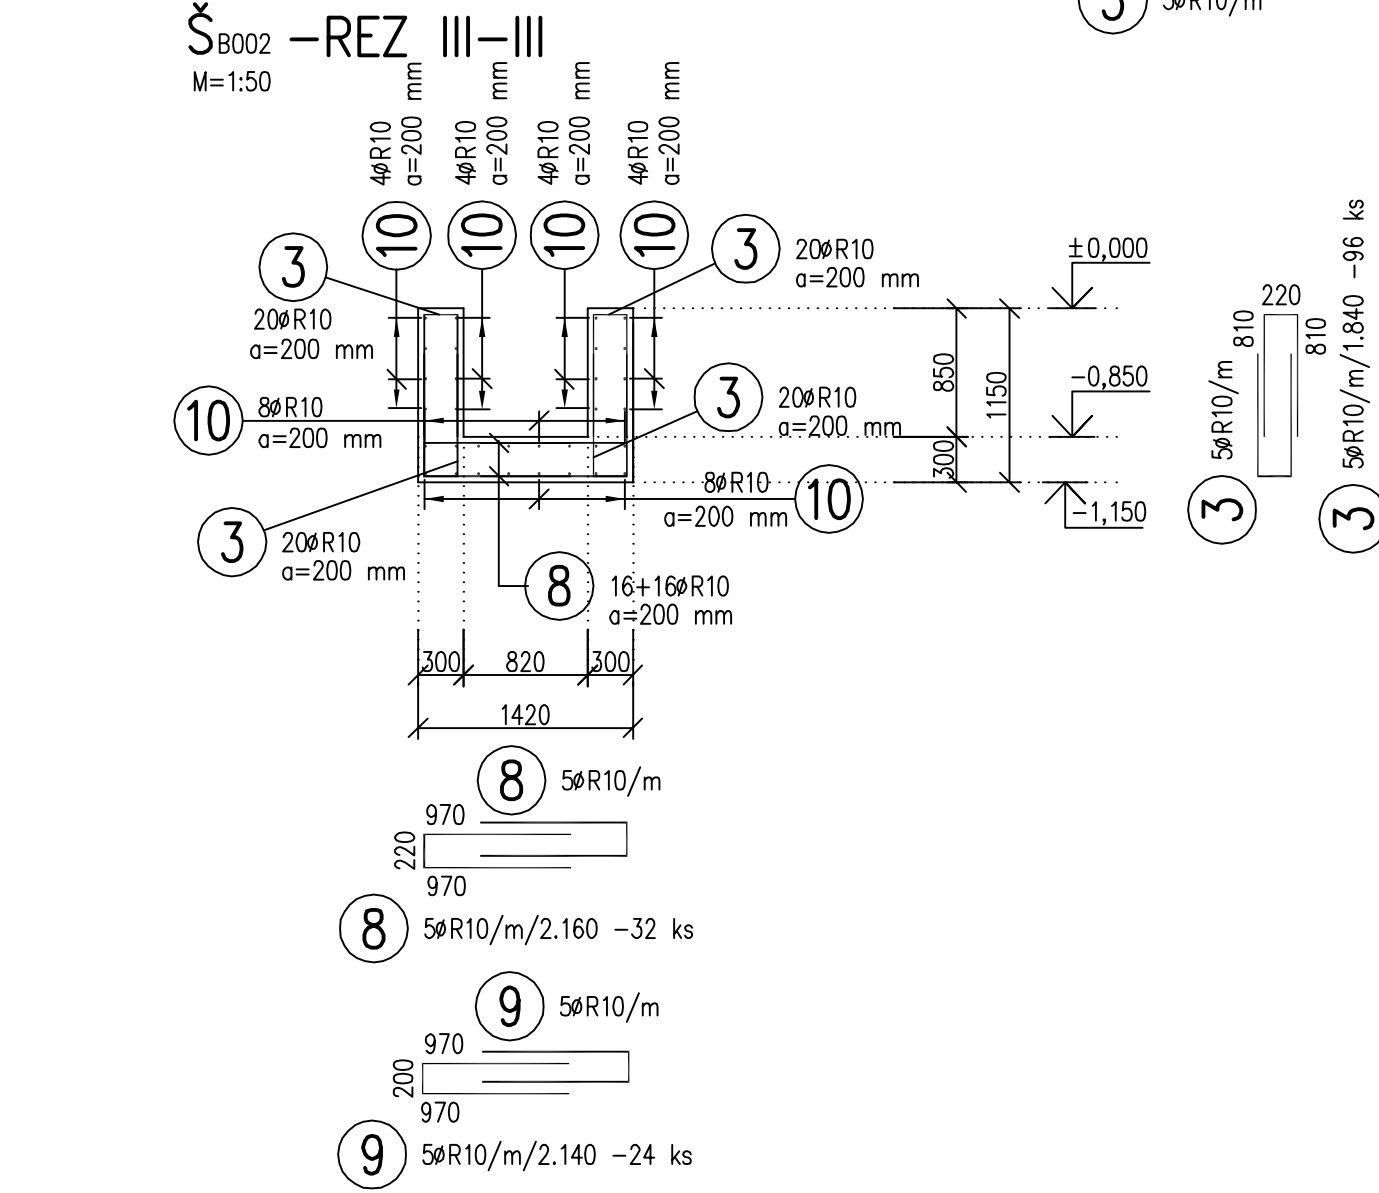 5øR10/m
ŠB002 –REZ III–III
M=1:50
4øR10
a=200 mm
4øR10
a=200 mm
4øR10
a=200 mm
4øR10
a=200 mm
10
10
10
10
3
20øR10
a=200 mm
3
20øR10
a=200 mm
10
8øR10
a=200 mm
3
20øR10
a=200 mm
8øR10
a=200 mm
10
3
20øR10
a=200 mm
8
16+16øR10
a=200 mm
300
820
300
1420
850
300
1150
±0,000
–0,850
–1,150
220
810
810
3
5øR10/m
3
5øR10/m/1.840 –96 ks
8
5øR10/m
970
220
970
8
5øR10/m/2.160 –32 ks
9
5øR10/m
970
200
970
9
5øR10/m/2.140 –24 ks